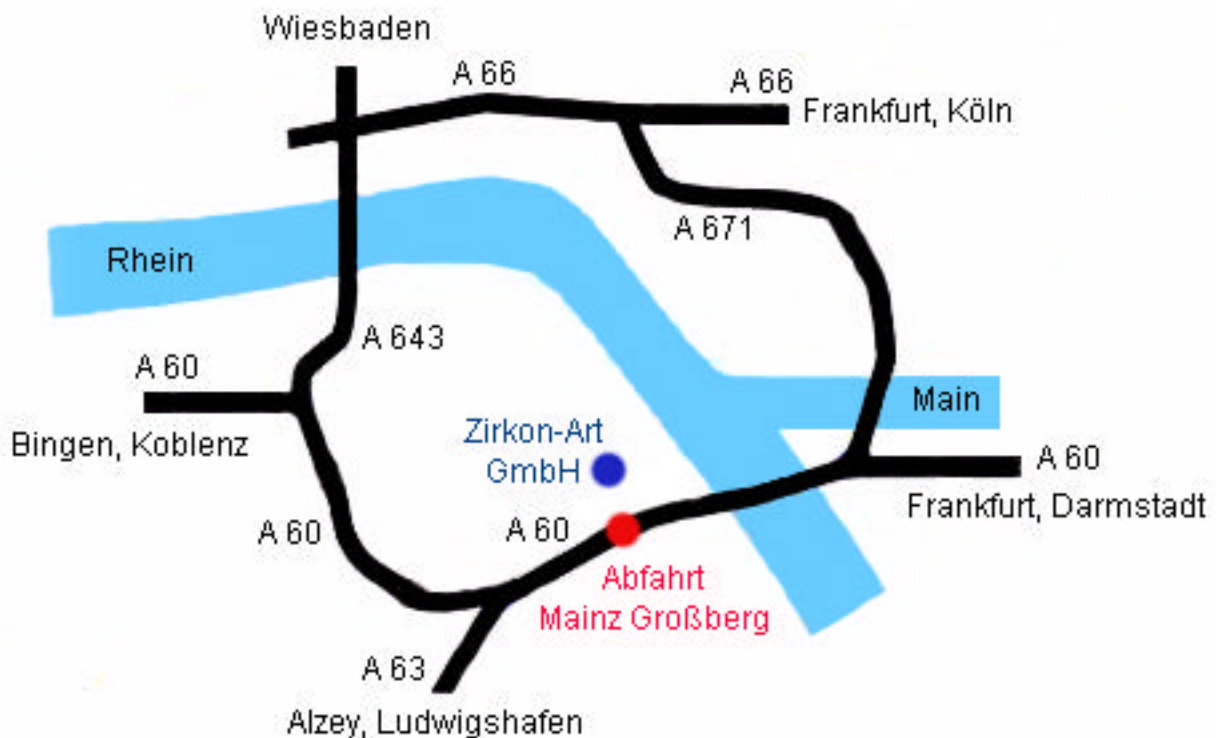 Wiesbaden
A 66
A 66
Frankfurt, Köln
A 671
Rhein
A 643
A 60
Bingen, Koblenz
Main
Zirkon-Art
GmbH
A 60
Frankfurt, Darmstadt
A 60
A 60
Abfahrt
Mainz Großberg
A 63
Alzey, Ludwigshafen